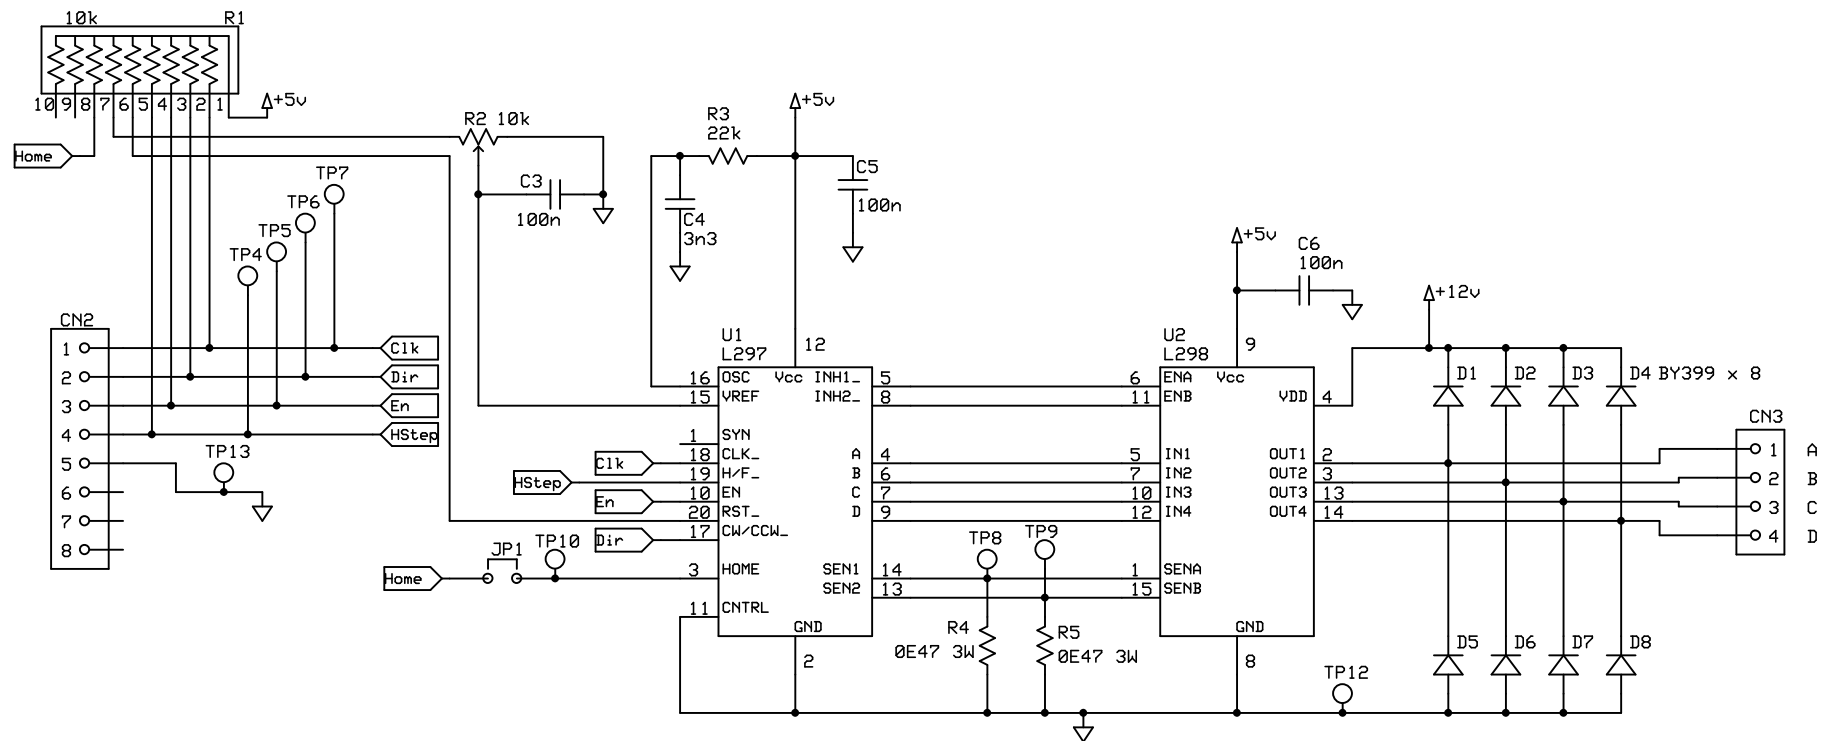 10k R1
10 9 8 7 6 5 4 3 2 1
+5v
Home
R2 10k
C3
100n
TP7
TP6
TP5
TP4
R3
22k
+5v
C4
3n3
C5
100n
+5v
C6
100n
+12v
CN2
1
2
3
4
5
6
7
8
Clk
Dir
En
HStep
TP13
U1
L297
12
16 OSC Vcc INH1_ 5
15 VREF INH2_ 8
1 SYN
18 CLK_ A 4
19 H/F_ B 6
10 EN C 7
20 RST_ D 9
17 CW/CCW_
3 HOME SEN1 14
SEN2 13
11 CNTRL
GND
2
Clk
HStep
En
Dir
Home
JP1
TP10
TP8
TP9
R4
0E47 3W
R5
0E47 3W
U2
L298
9
6 ENA Vcc
11 ENB VDD 4
5 IN1 OUT1 2
7 IN2 OUT2 3
10 IN3 OUT3 13
12 IN4 OUT4 14
1 SENA
15 SENB
GND
8
TP12
D1 D2 D3 D4 BY399 x 8
D5 D6 D7 D8
CN3
1 A
2 B
3 C
4 D